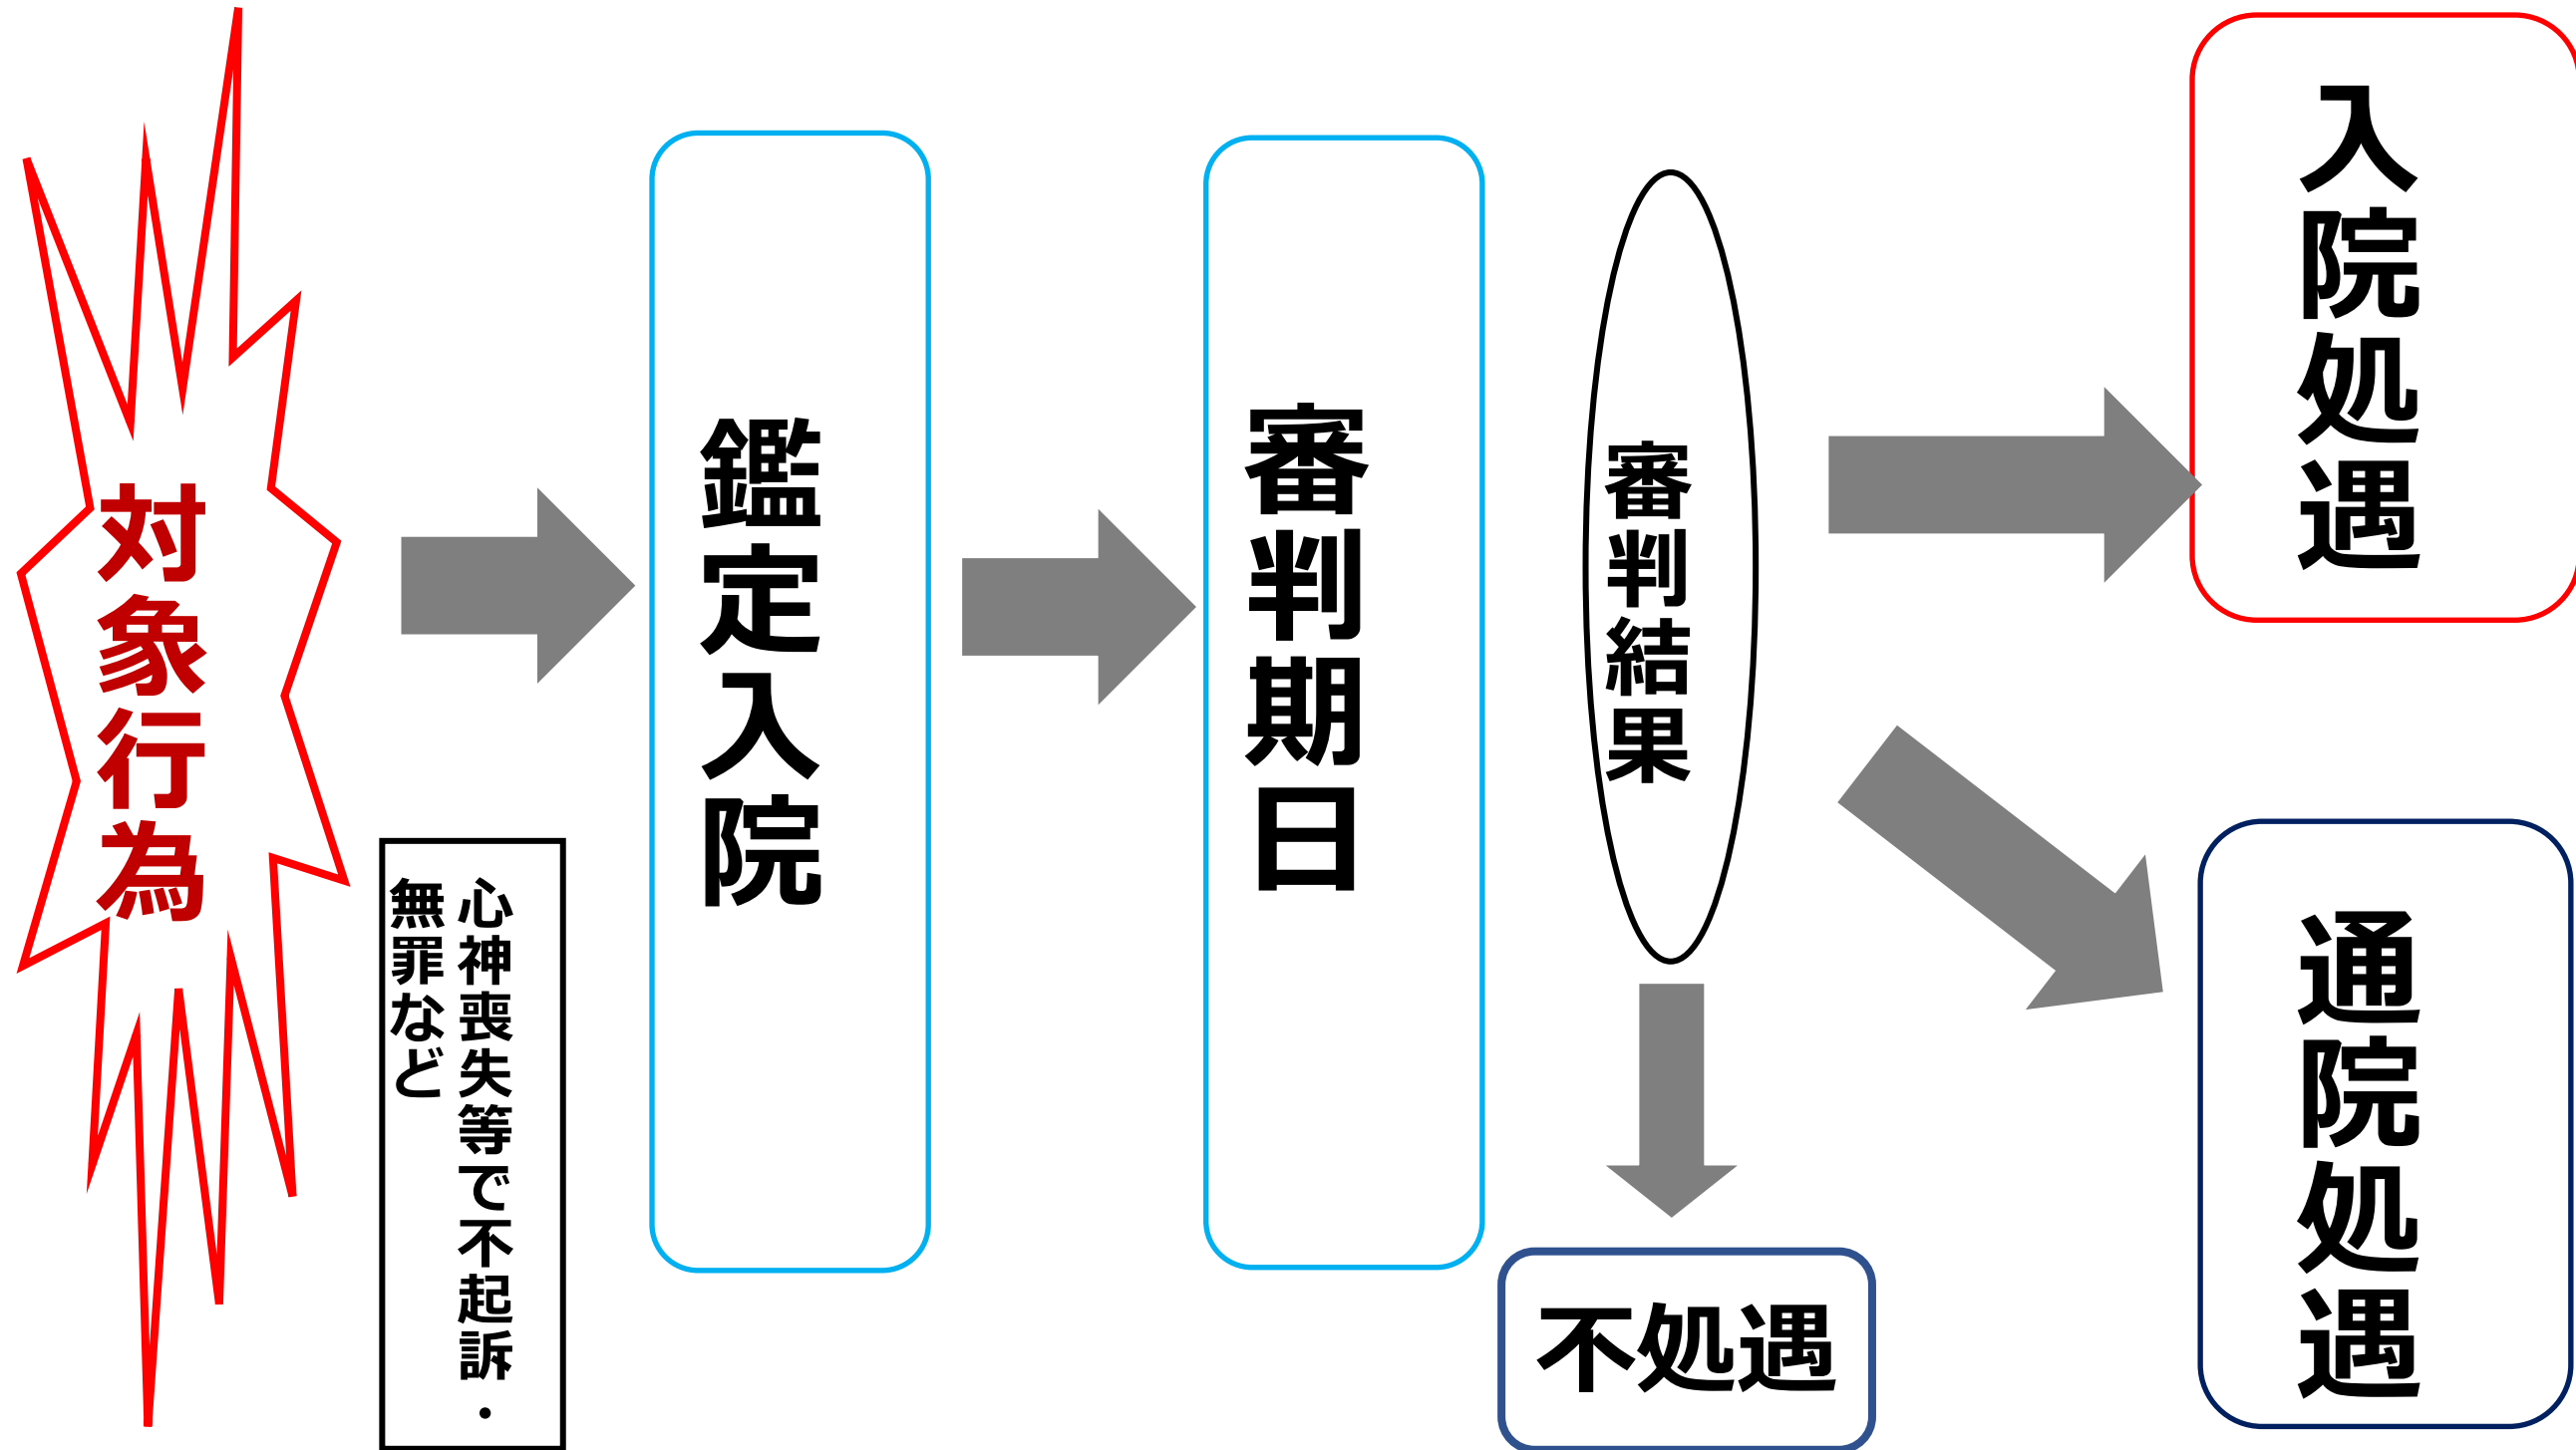 対象行為
心神喪失等で不起訴・
無罪など
鑑定入院
審判期日
審判結果
入院処遇
通院処遇
不処遇